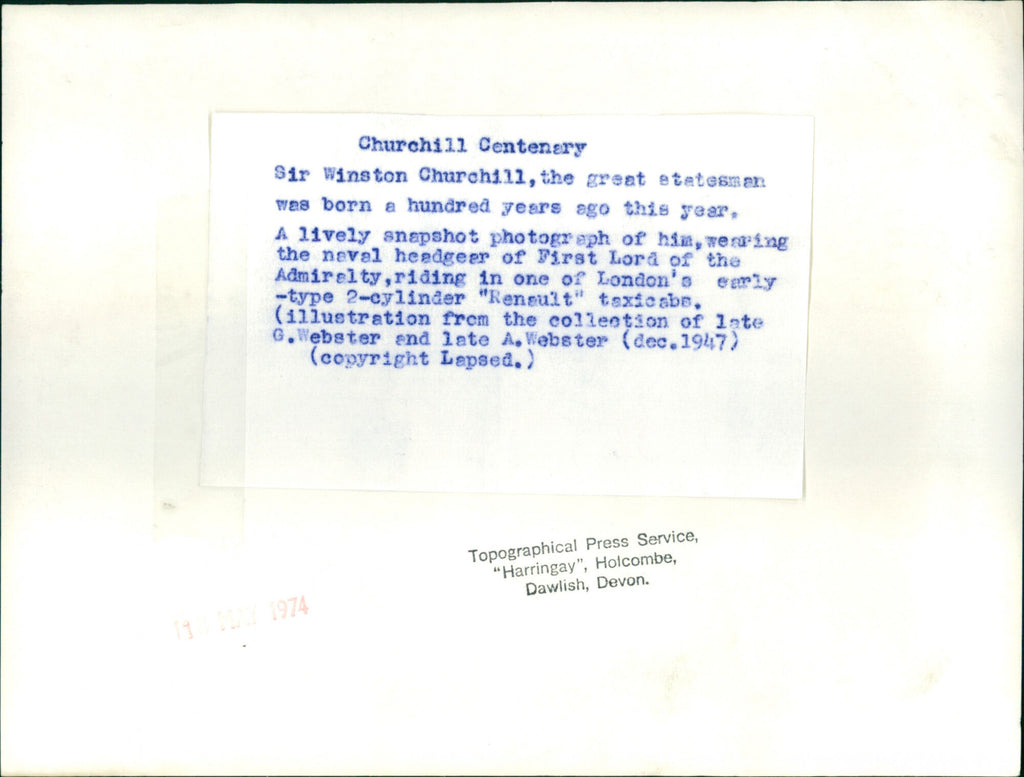 Churchill Centenary
Sir Winston Churchill,the great statesman
was born a hundred years ago this year.
A lively snapshot photograph of him,wearing
the naval headgear of First Lord of the
Admiralty,riding in one of London's early
-type 2-cylinder "Renault" taxicabs.
(illustration from the collection of late
G.Webster and late A.Webster (dec.1947)
(copyright Lapsed.)
Topographical Press Service,
"Harringay", Holcombe,
Dawlish, Devon.
MAY 1974